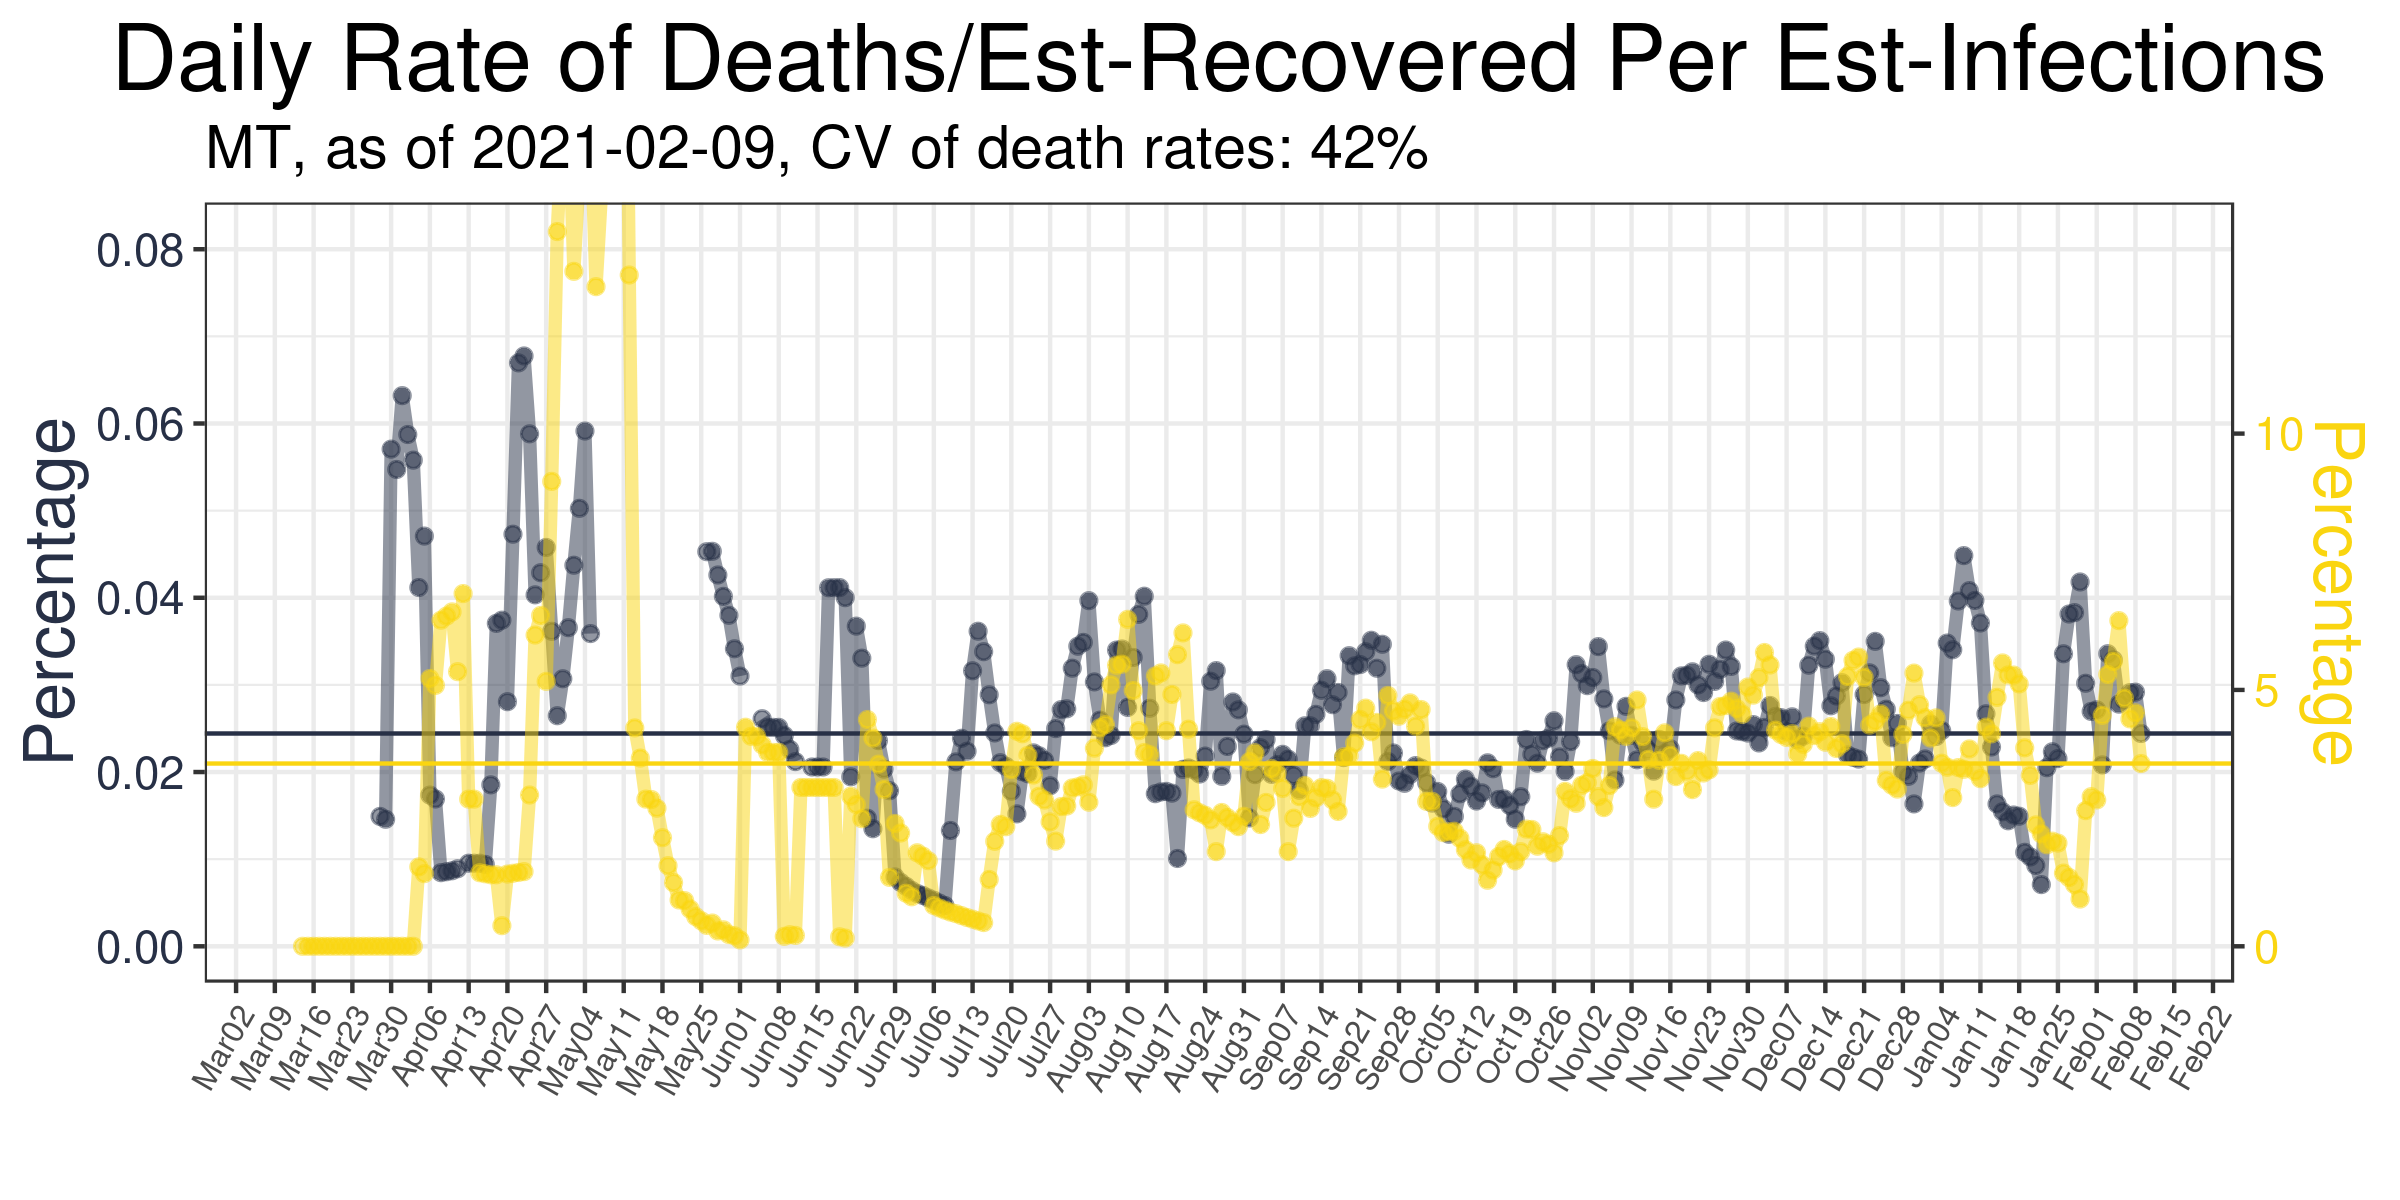 Daily Rate of Deaths/Est-Recovered Per Est-Infections
MT, as of 2021-02-09, CV of death rates: 42%
Percentage
0.08
0.06
0.04
0.02
0.00
10
5
0
Percentage
Mar02
Mar09
Mar16
Mar23
Mar30
Apr06
Apr13
Apr20
Apr27
May04
May11
May18
May25
Jun01
Jun08
Jun15
Jun22
Jun29
Jul06
Jul13
Jul20
Jul27
Aug03
Aug10
Aug17
Aug24
Aug31
Sep07
Sep14
Sep21
Sep28
Oct05
Oct12
Oct19
Oct26
Nov02
Nov09
Nov16
Nov23
Nov30
Dec07
Dec14
Dec21
Dec28
Jan04
Jan11
Jan18
Jan25
Feb01
Feb08
Feb15
Feb22